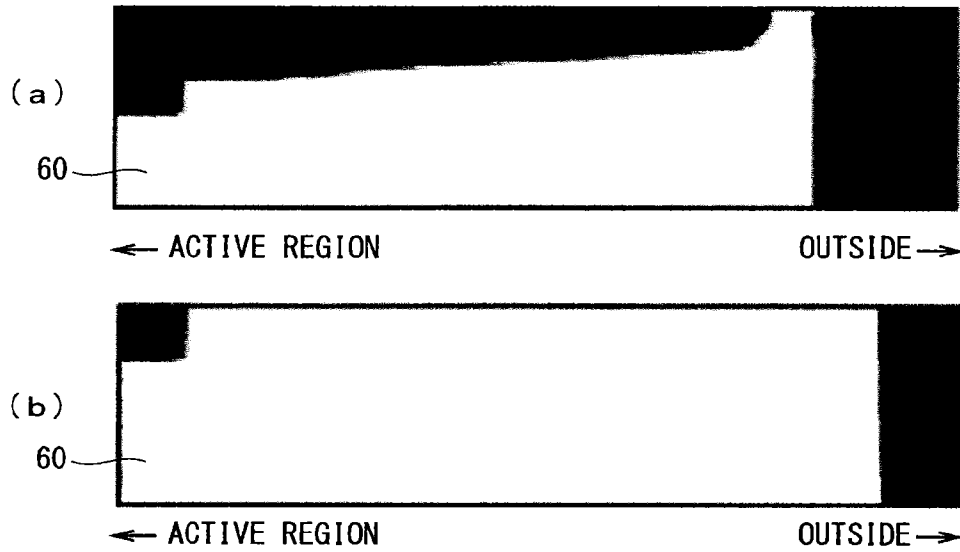 (a)
60
← ACTIVE REGION OUTSIDE →
(b)
60
← ACTIVE REGION OUTSIDE →